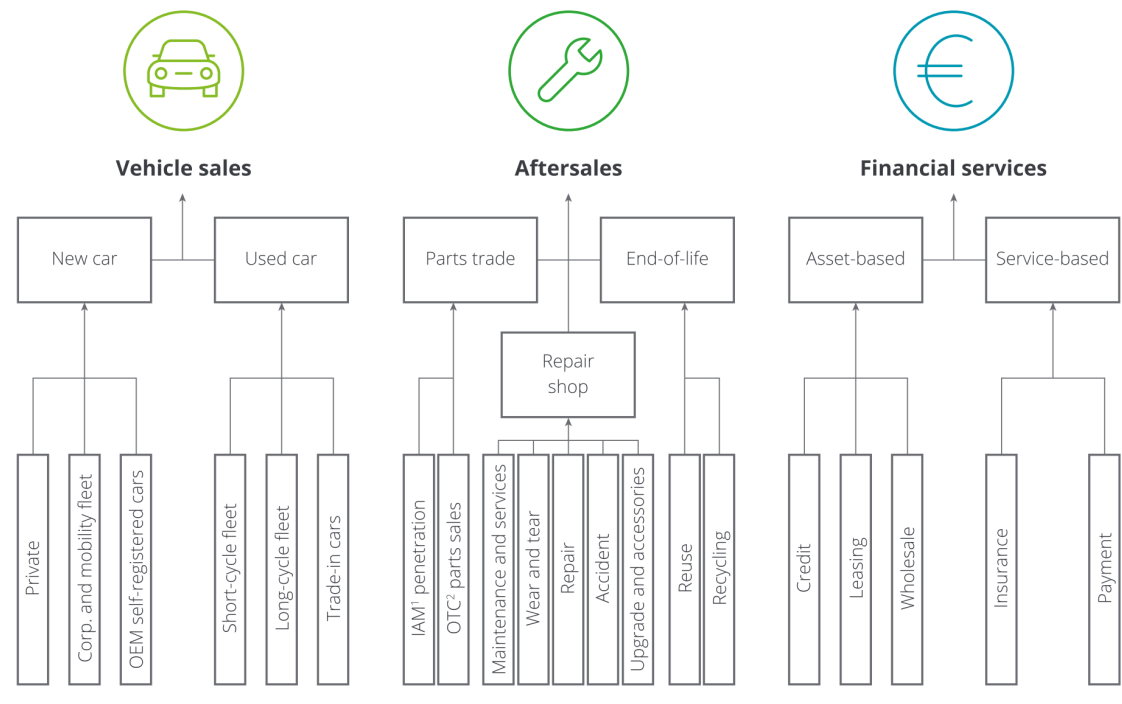 Vehicle sales
Aftersales
Financial services
New car
Used car
Parts trade
End-of-life
Asset-based
Service-based
Repair
shop
Private
Corp. and mobility fleet
OEM self-registered cars
Short-cycle fleet
Long-cycle fleet
Trade-in cars
IAM¹ penetration
OTC² parts sales
Maintenance and services
Wear and tear
Repair
Accident
Upgrade and accessories
Reuse
Recycling
Credit
Leasing
Wholesale
Insurance
Payment